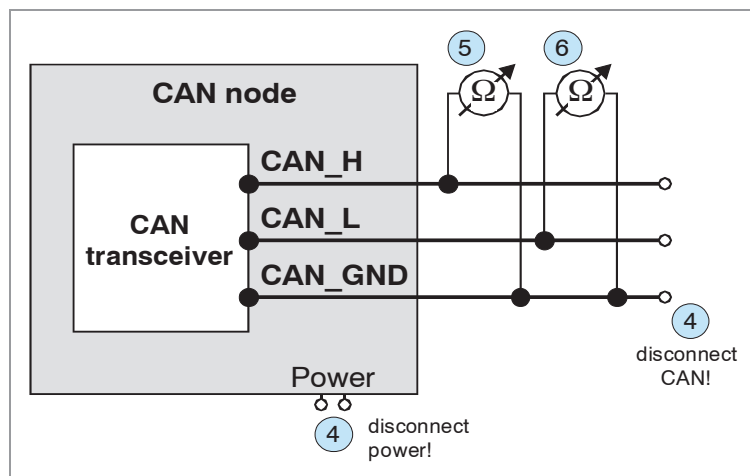 5
6
Ω
Ω
CAN node
CAN_H
CAN
transceiver
CAN_L
CAN_GND
4
disconnect
CAN!
Power
4
disconnect
power!